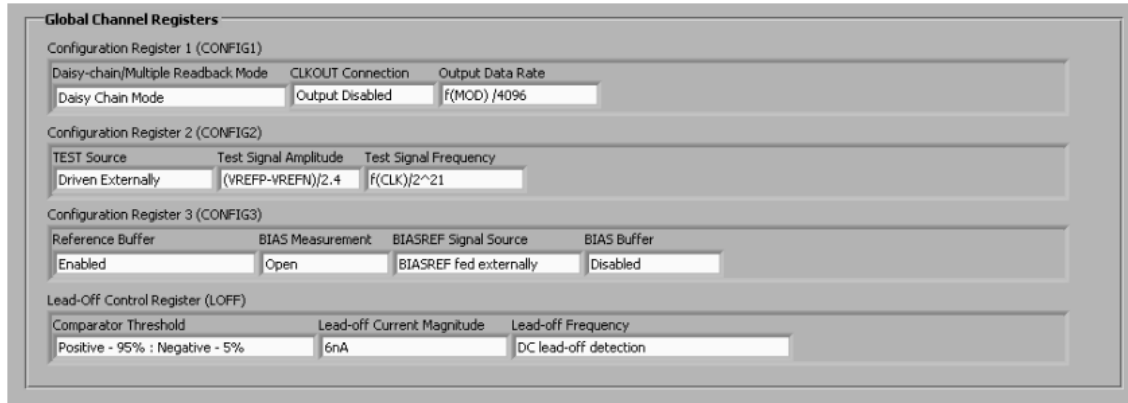 Global Channel Registers
Configuration Register 1 (CONFIG1)
Daisy-chain/Multiple Readback Mode CLKOUT Connection Output Data Rate
Daisy Chain Mode Output Disabled f(MOD) /4096
Configuration Register 2 (CONFIG2)
TEST Source Test Signal Amplitude Test Signal Frequency
Driven Externally (VREFP-VREFN)/2.4 f(CLK)/2^21
Configuration Register 3 (CONFIG3)
Reference Buffer BIAS Measurement BIASREF Signal Source BIAS Buffer
Enabled Open BIASREF fed externally Disabled
Lead-Off Control Register (LOFF)
Comparator Threshold Lead-off Current Magnitude Lead-off Frequency
Positive - 95% : Negative - 5% 6nA DC lead-off detection